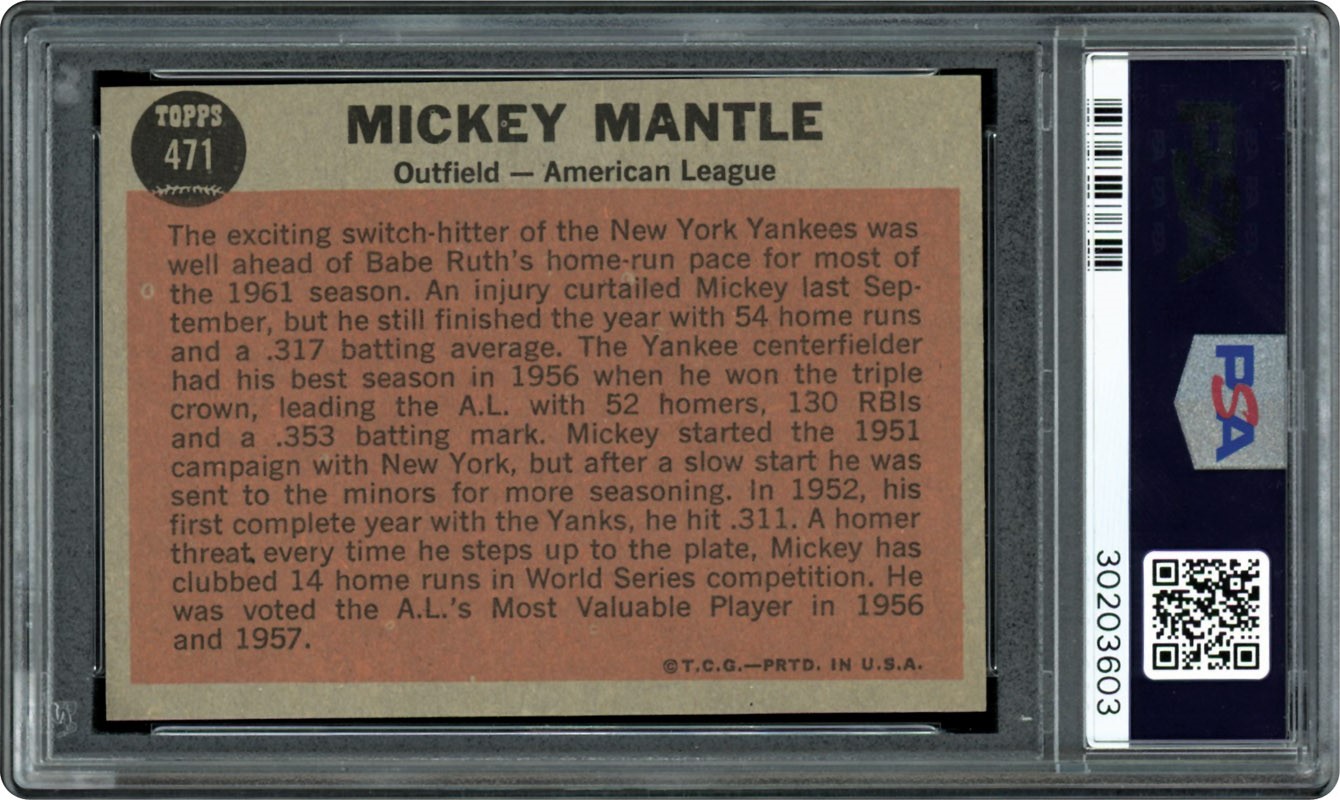 TOPPS
471
MICKEY MANTLE
Outfield — American League
The exciting switch-hitter of the New York Yankees was
well ahead of Babe Ruth's home-run pace for most of
the 1961 season. An injury curtailed Mickey last Sep-
tember, but he still finished the year with 54 home runs
and a .317 batting average. The Yankee centerfielder
had his best season in 1956 when he won the triple
crown, leading the A.L. with 52 homers, 130 RBIs
and a .353 batting mark. Mickey started the 1951
campaign with New York, but after a slow start he was
sent to the minors for more seasoning. In 1952, his
first complete year with the Yanks, he hit .311. A homer
threat every time he steps up to the plate, Mickey has
clubbed 14 home runs in World Series competition. He
was voted the A.L.'s Most Valuable Player in 1956
and 1957.
©T.C.G.—PRTD. IN U.S.A.
PSA
PSA
30203603